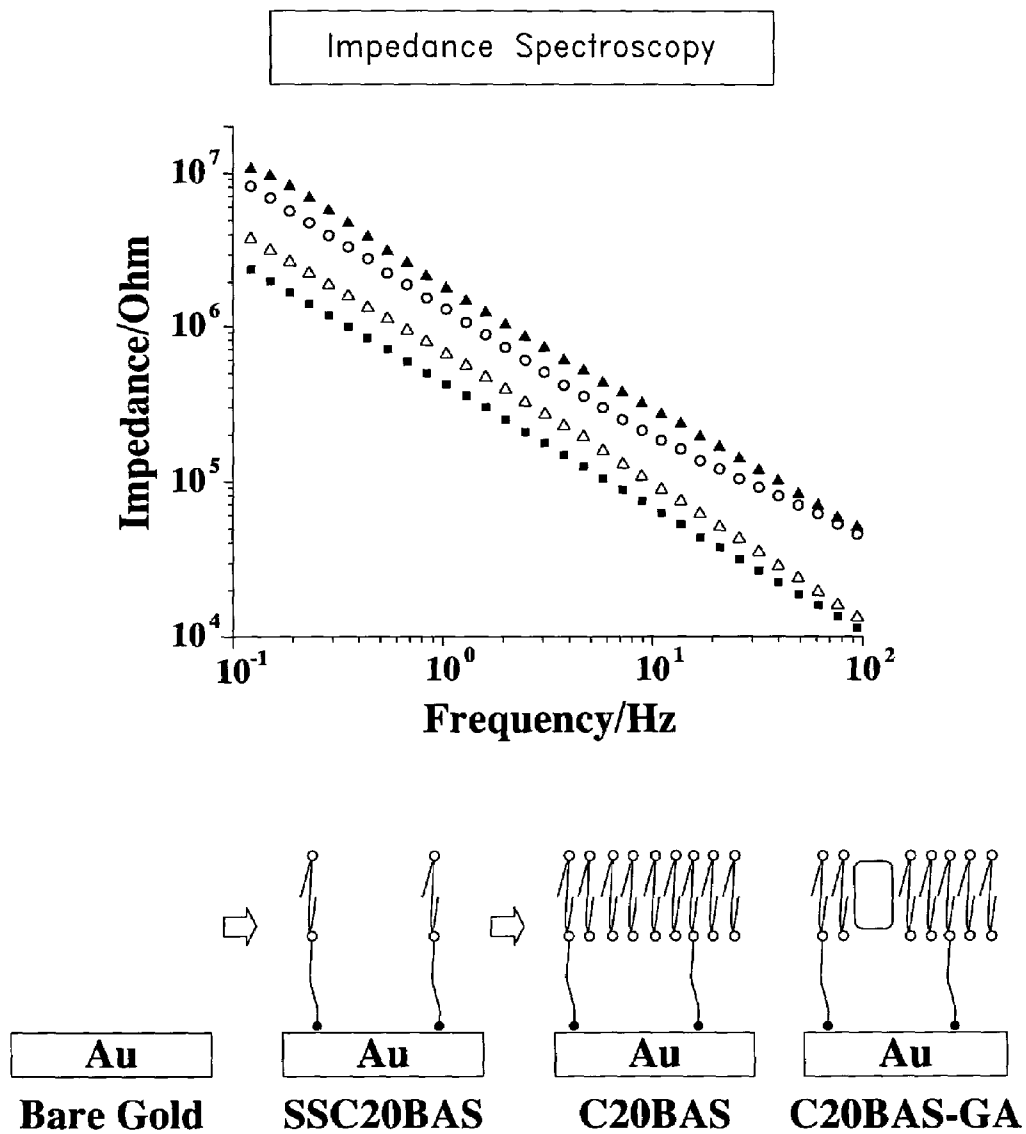 Impedance Spectroscopy
10^7
10^6
10^5
10^4
Impedance/Ohm
10^-1
10^0
10^1
10^2
Frequency/Hz
Au
Au
Au
Au
Bare Gold
SSC20BAS
C20BAS
C20BAS-GA